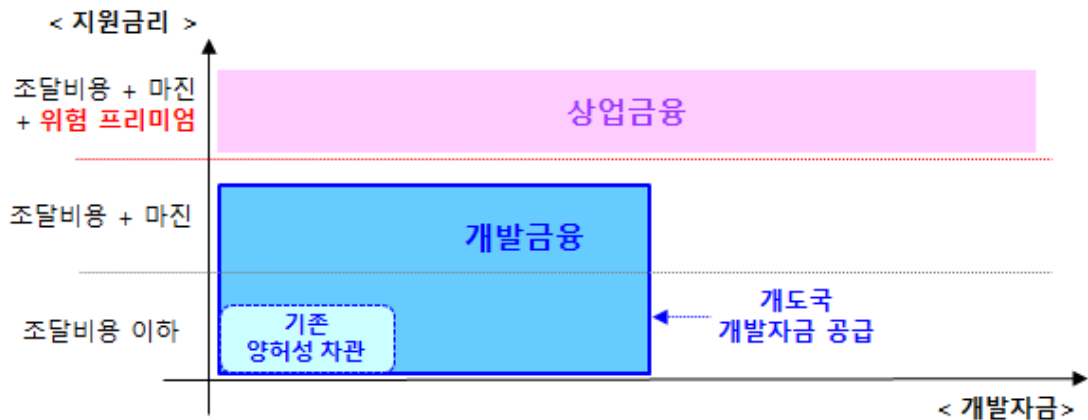 < 지원금리 >
조달비용 + 마진
+ 위험 프리미엄
상업금융
조달비용 + 마진
개발금융
조달비용 이하
기존
양허성 차관
개도국
개발자금 공급
< 개발자금>